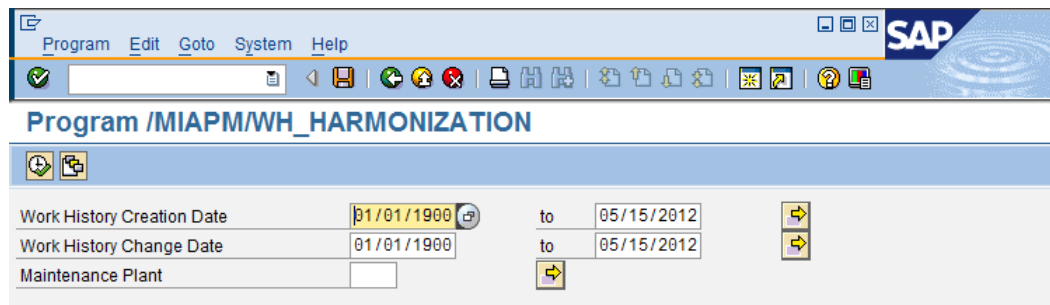 Program Edit Goto System Help
SAP
Program /MIAPM/WH_HARMONIZATION
Work History Creation Date 01/01/1900 to 05/15/2012
Work History Change Date 01/01/1900 to 05/15/2012
Maintenance Plant